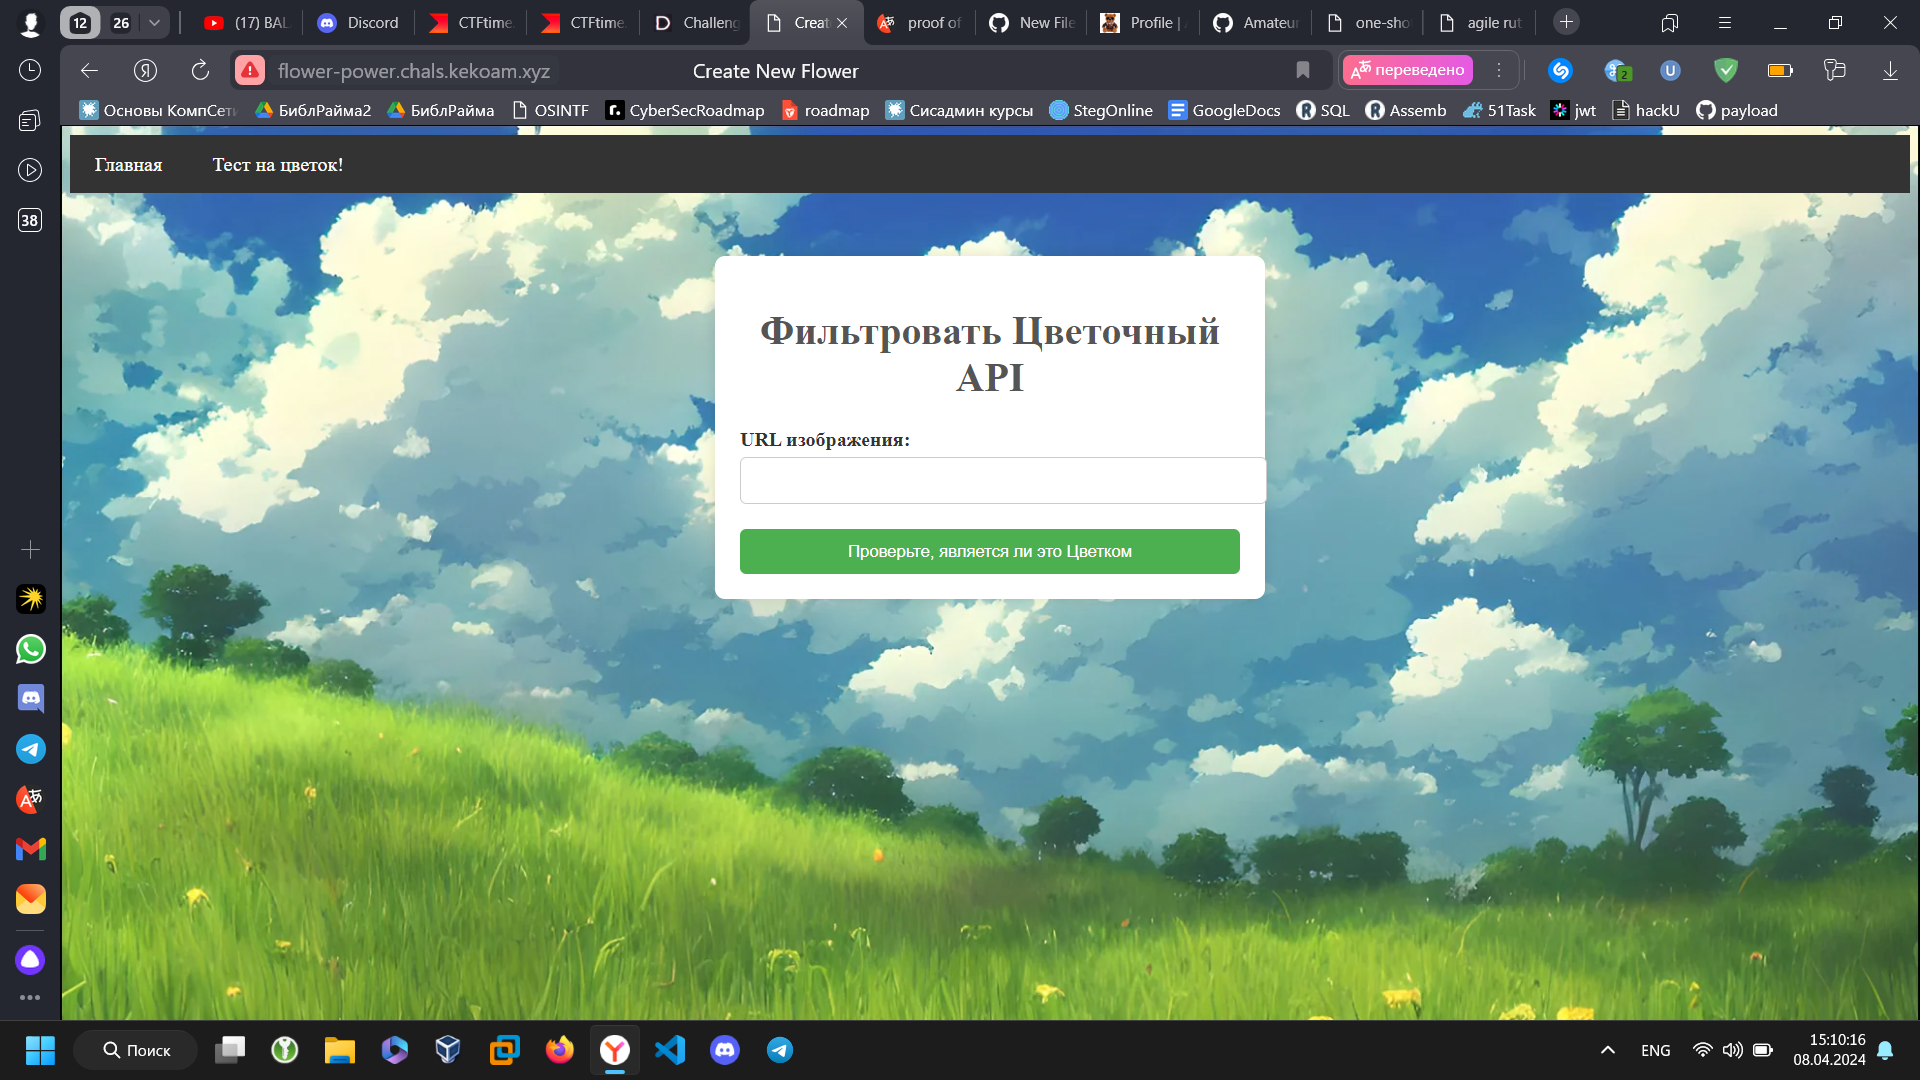 12
26
(17) BAL
Discord
CTFtime.
CTFtime.
Challeng
Creat
proof of
New File
Profile |
Amateur
one-sho
agile rut
flower-power.chals.kekoam.xyz
Create New Flower
переведено
2
U
Основы КомпСети
БиблРайма2
БиблРайма
OSINTF
CyberSecRoadmap
roadmap
Сисадмин курсы
StegOnline
GoogleDocs
SQL
Assemb
51Task
jwt
hackU
payload
38
Главная
Тест на цветок!
Фильтровать Цветочный
API
URL изображения:
Проверьте, является ли это Цветком
Поиск
ENG
15:10:16
08.04.2024